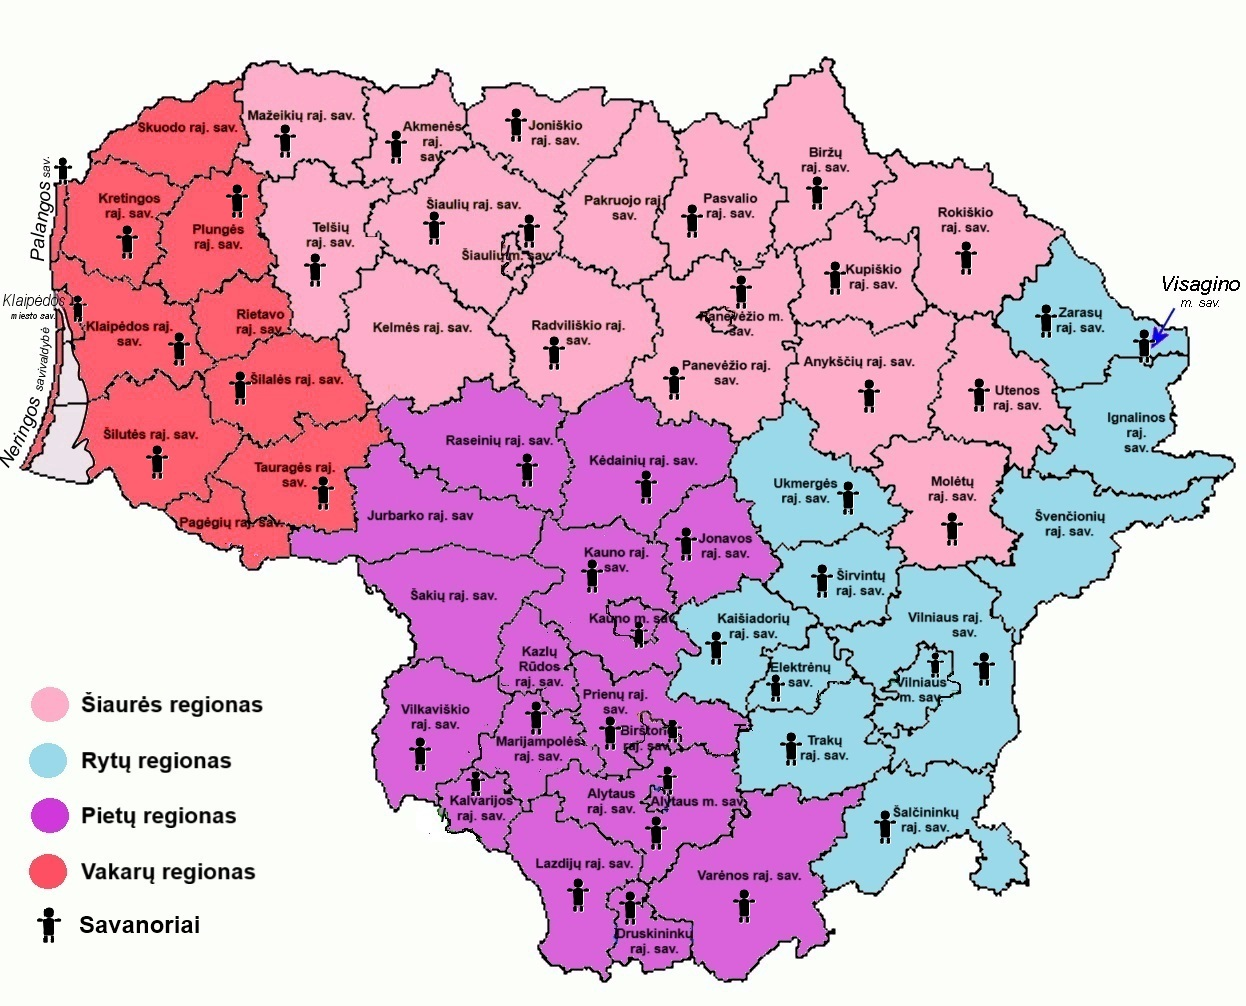 Mažeikių raj. sav.
Skuodo raj. sav.
Akmenės
raj.
sav.
Joniškio
sav.
Biržų
raj. sav.
Palangos sav.
Kretingos
raj. sav.
Plungės
raj. sav.
Telšių
raj. sav.
Šiaulių raj. sav.
Šiaulių m. sav.
Pakruojo raj.
sav.
Pasvalio
raj. sav.
Rokiškio
raj. sav.
Kupiškio
raj. sav.
Visagino
m. sav.
Klaipėdos
miesto sav.
Klaipėdos raj.
sav.
Rietavo
raj. sav.
Kelmės raj. sav.
Radviliškio raj.
sav.
Panevėžio m.
sav.
Zarasų
raj. sav.
Neringos savivaldybė
Šilalės raj. sav.
Panevėžio raj.
sav.
Anykščių raj. sav.
Utenos
raj. sav.
Ignalinos
raj.
sav.
Šilutės raj. sav.
Tauragės raj.
sav.
Raseinių raj. sav.
Kėdainių raj. sav.
Ukmergės
raj. sav.
Molėtų
raj. sav.
Pagėgių raj. sav.
Jurbarko raj. sav
Jonavos
raj. sav.
Švenčionių
raj. sav.
Kauno raj.
sav.
Širvintų
raj. sav.
Šakių raj. sav.
Kauno m. sav
Kaišiadorių
raj. sav.
Vilniaus raj.
sav.
Kazlų
Rūdos
raj. sav.
Elektrėnų
sav.
Vilniaus
m. sav.
Prienų raj.
sav.
Vilkaviškio
raj. sav.
Birštono
raj. sav.
Marijampolės
raj. sav.
Trakų
raj. sav.
Kalvarijos
raj. sav.
Alytaus
raj. sav.
Alytaus m. sav.
Šalčininkų
raj. sav.
Lazdijų raj. sav.
Varėnos raj. sav.
Druskininkų
raj. sav.
Šiaurės regionas
Rytų regionas
Pietų regionas
Vakarų regionas
Savanoriai